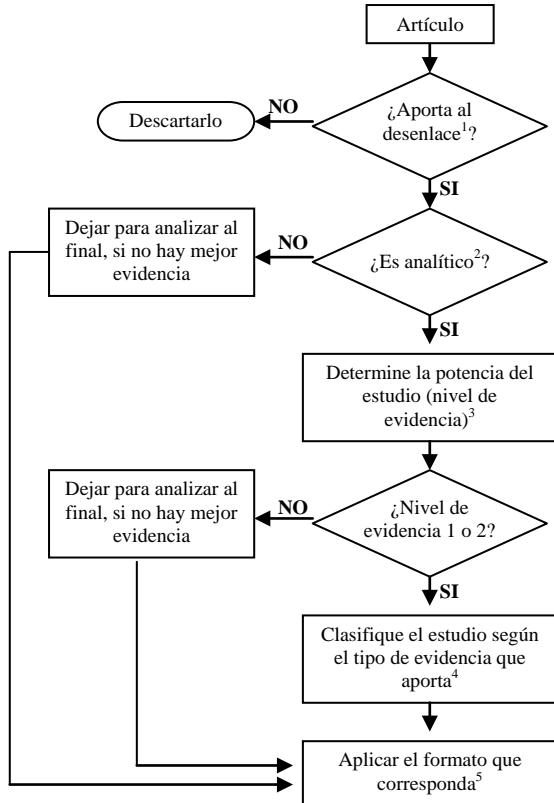 Artículo
¿Aporta al
desenlace¹?
NO
Descartarlo
SI
¿Es analítico²?
NO
Dejar para analizar al
final, si no hay mejor
evidencia
SI
Determine la potencia del
estudio (nivel de
evidencia)³
¿Nivel de
evidencia 1 o 2?
NO
Dejar para analizar al
final, si no hay mejor
evidencia
SI
Clasifique el estudio según
el tipo de evidencia que
aporta⁴
Aplicar el formato que
corresponda⁵